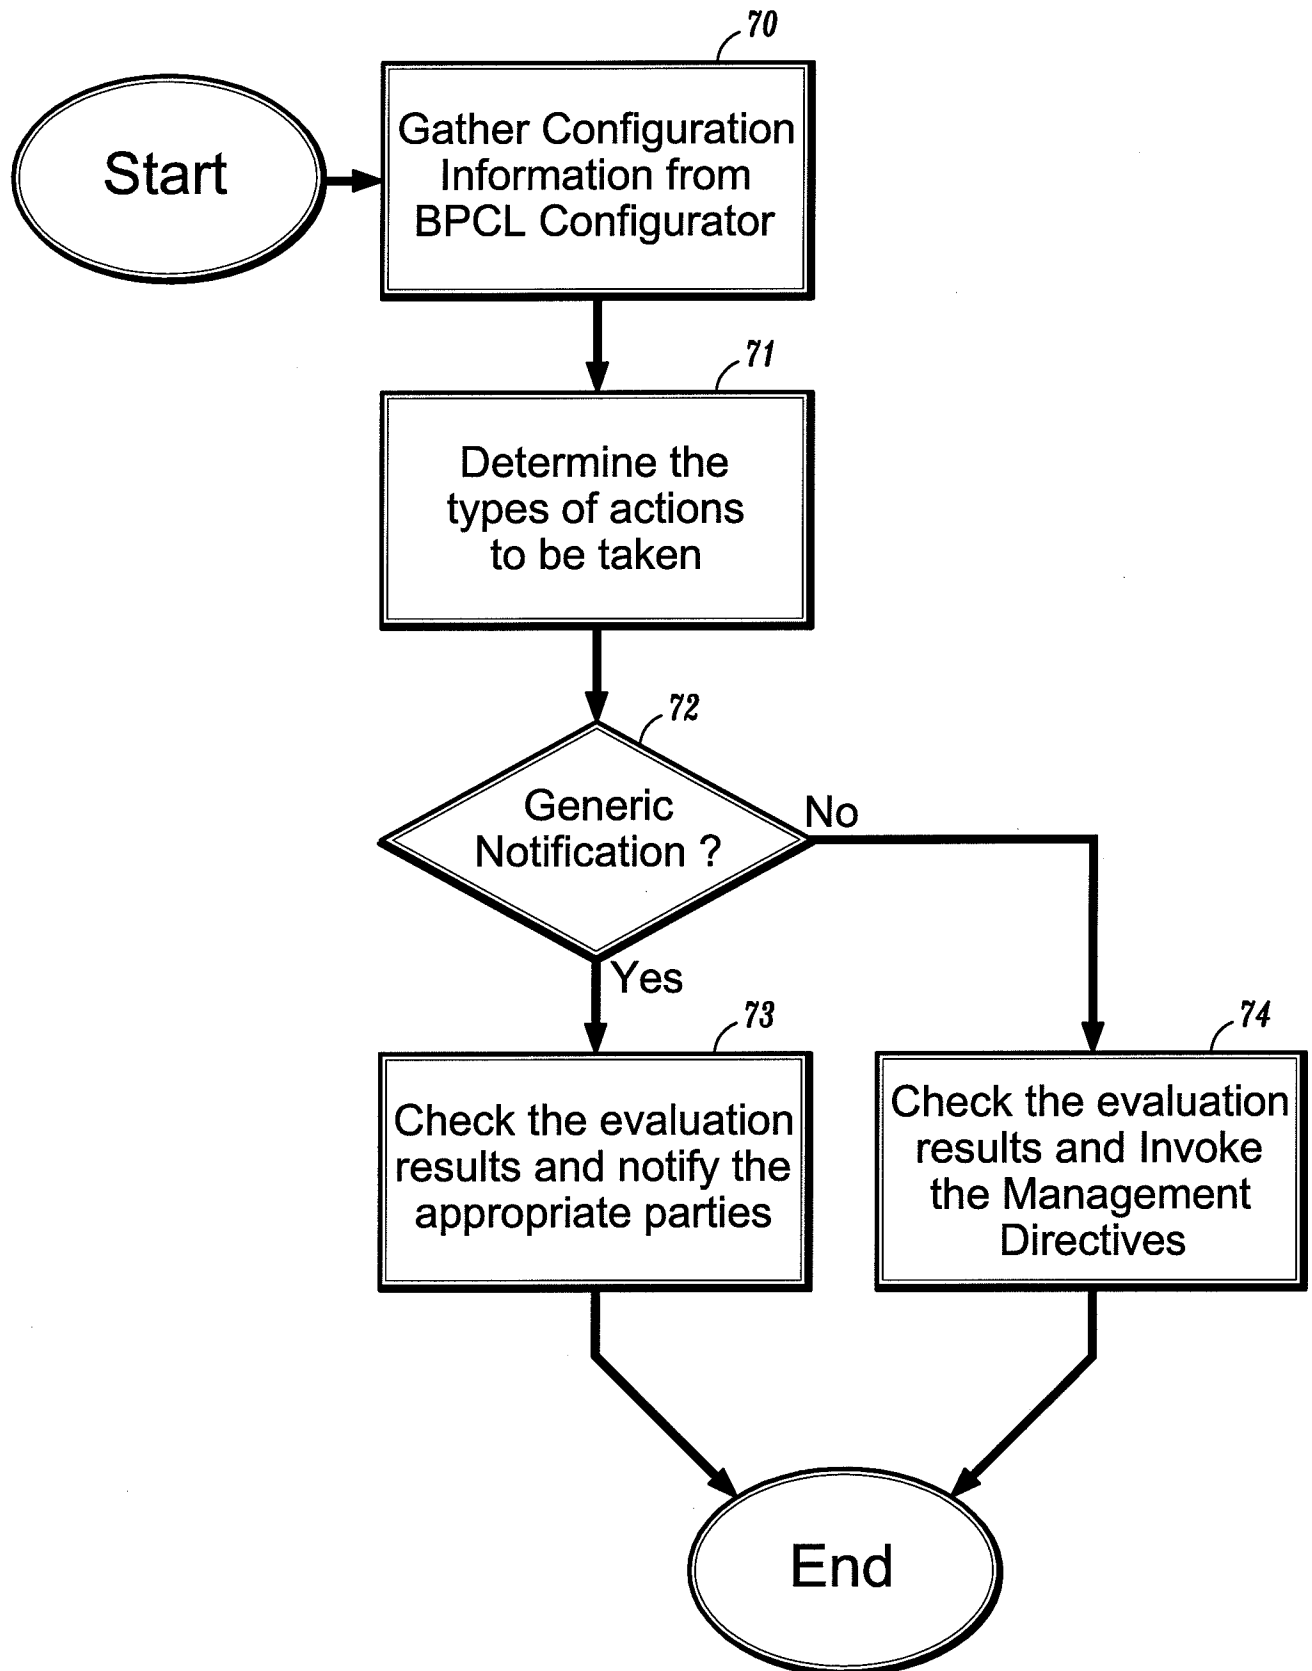 70
Start
Gather Configuration
Information from
BPCL Configurator
71
Determine the
types of actions
to be taken
72
Generic
Notification ?
No
Yes
73
74
Check the evaluation
results and notify the
appropriate parties
Check the evaluation
results and Invoke
the Management
Directives
End